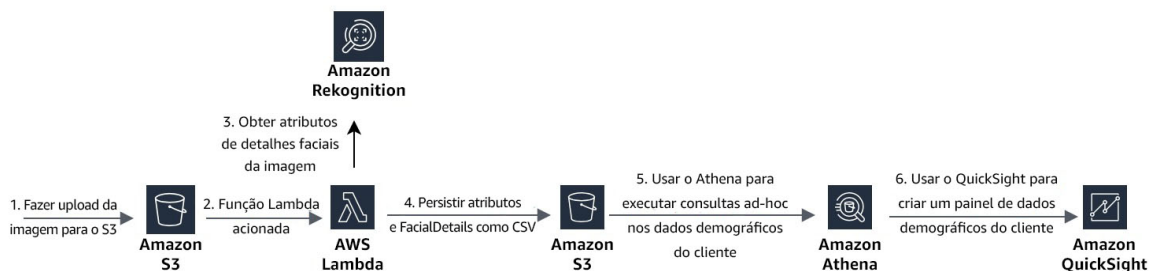 Amazon
Rekognition
3. Obter atributos
de detalhes faciais
da imagem
1. Fazer upload da
imagem para o S3
Amazon
S3
2. Função Lambda
acionada
AWS
Lambda
4. Persistir atributos
e FacialDetails como CSV
Amazon
S3
5. Usar o Athena para
executar consultas ad-hoc
nos dados demográficos
do cliente
Amazon
Athena
6. Usar o QuickSight para
criar um painel de dados
demográficos do cliente
Amazon
QuickSight